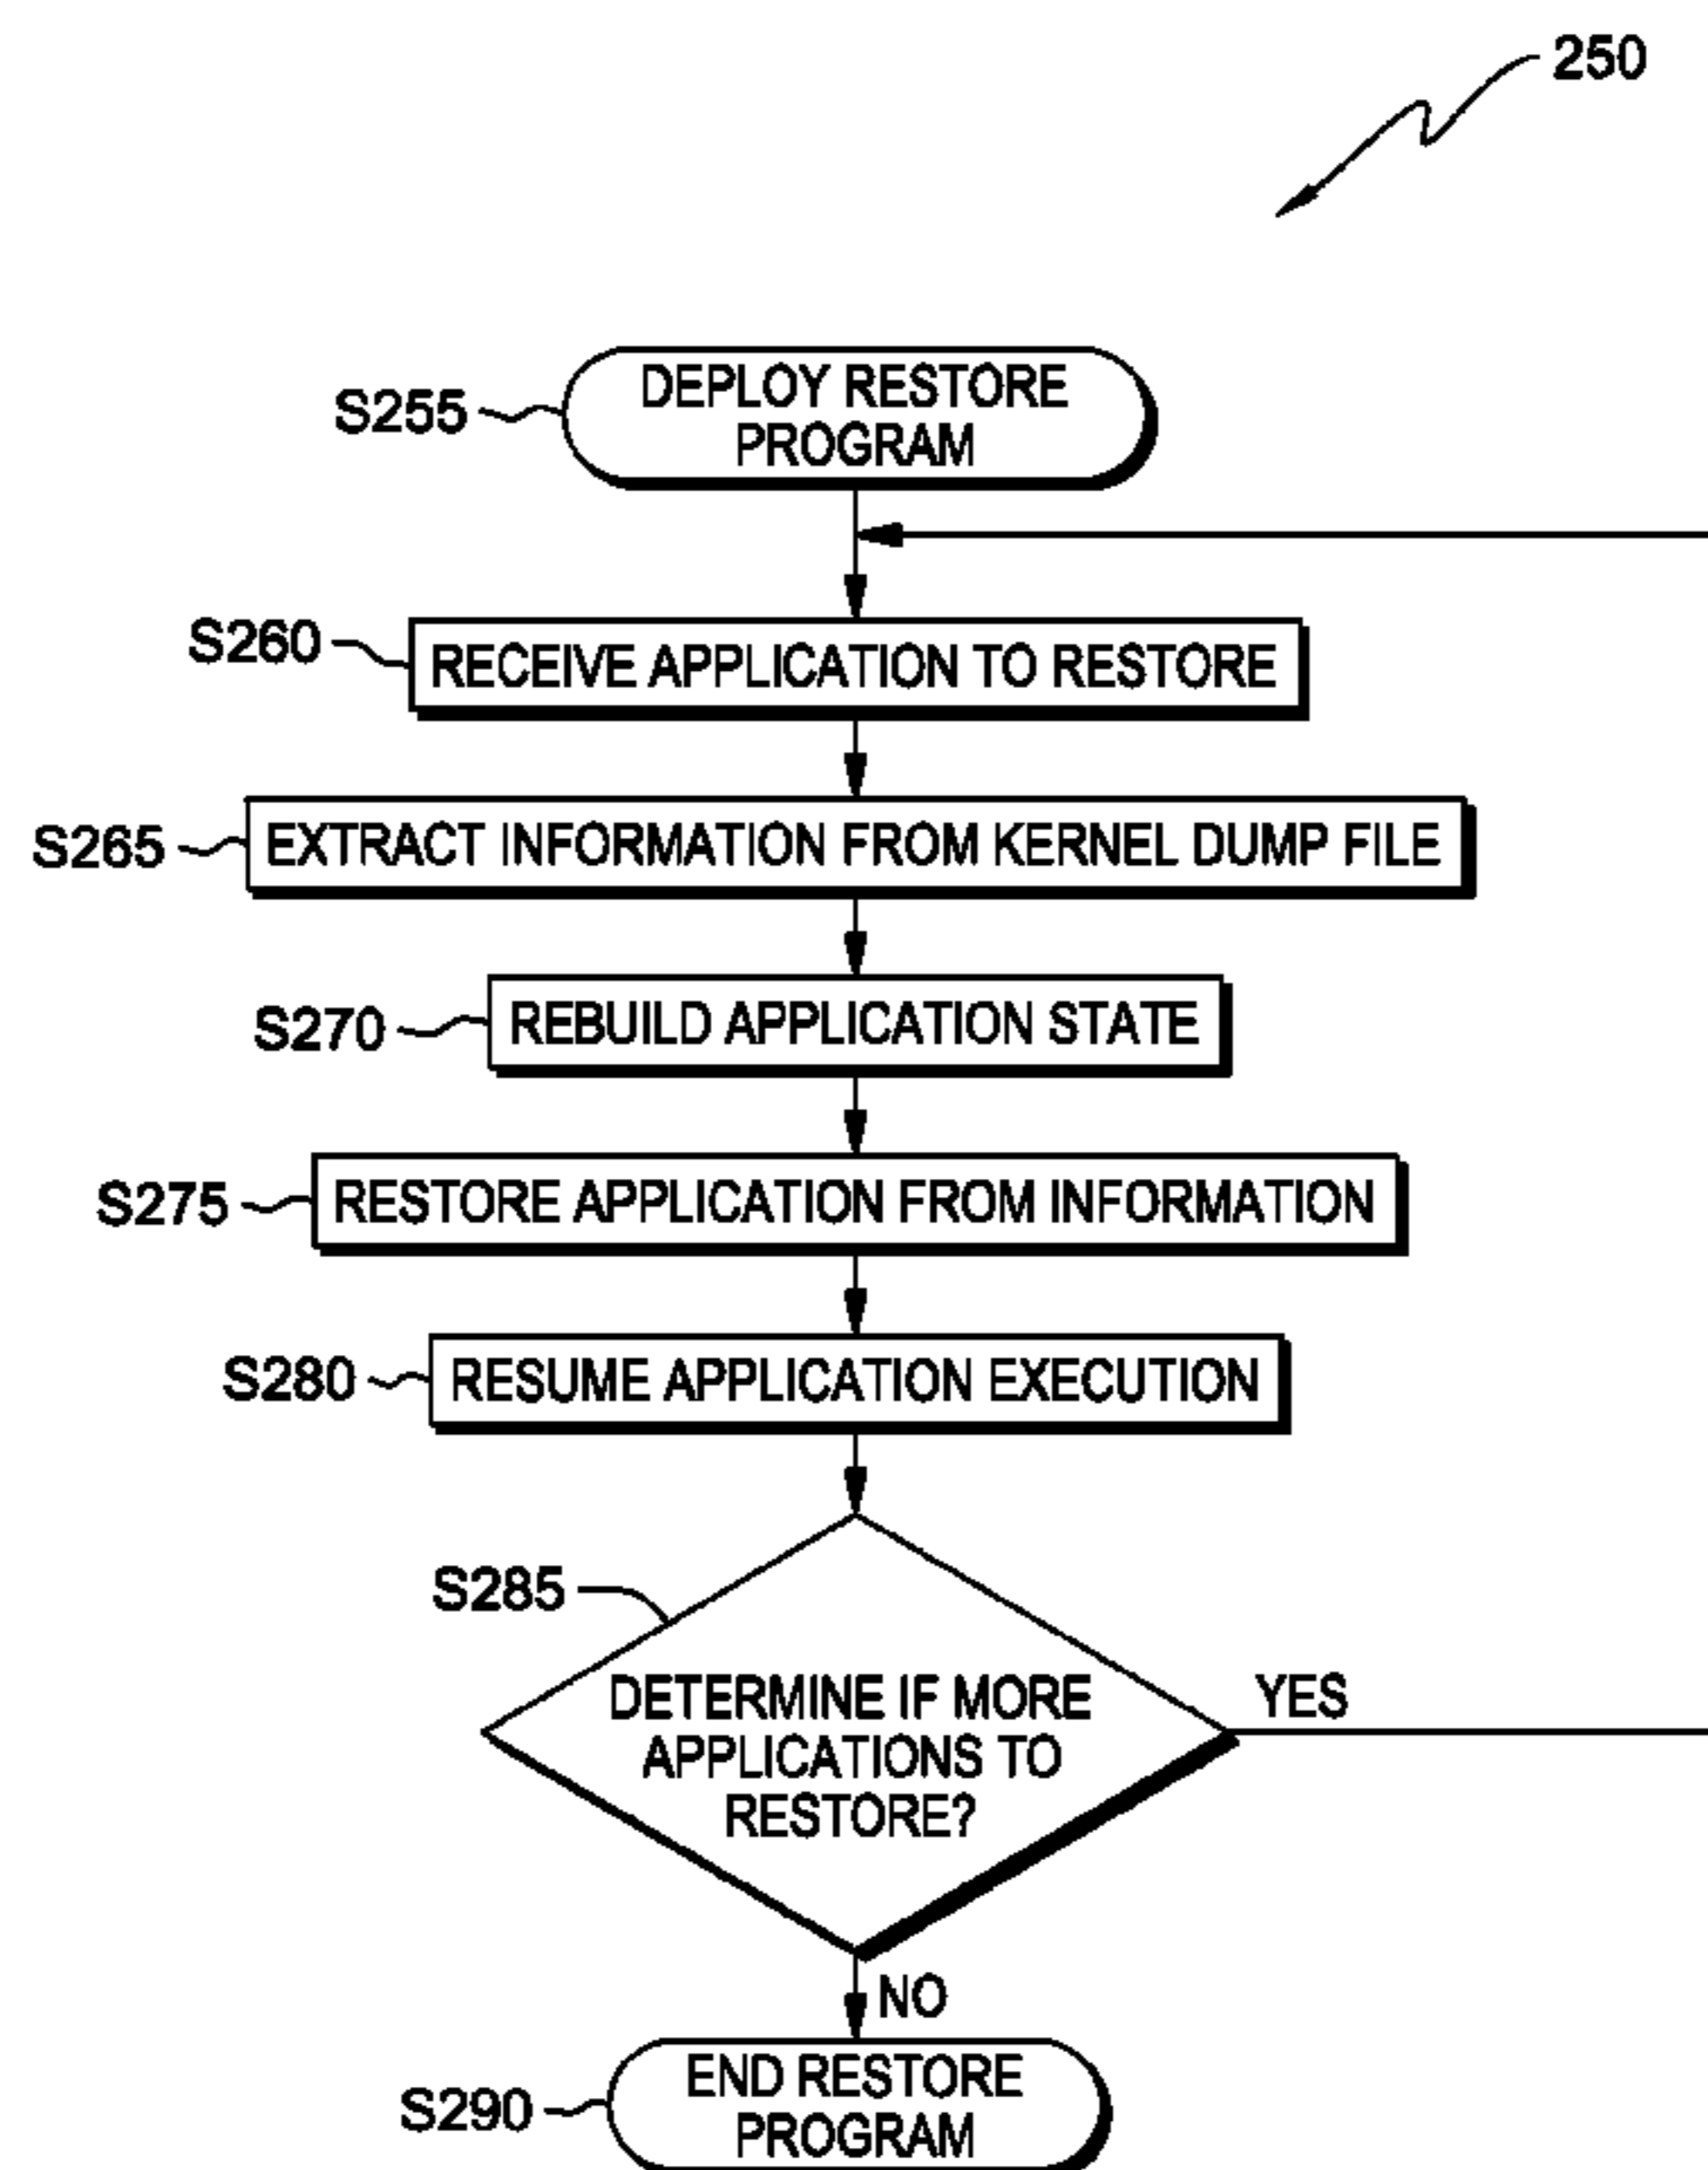 250
S255
DEPLOY RESTORE
PROGRAM
S260
RECEIVE APPLICATION TO RESTORE
S265
EXTRACT INFORMATION FROM KERNEL DUMP FILE
S270
REBUILD APPLICATION STATE
S275
RESTORE APPLICATION FROM INFORMATION
S280
RESUME APPLICATION EXECUTION
S285
DETERMINE IF MORE
APPLICATIONS TO
RESTORE?
YES
NO
S290
END RESTORE
PROGRAM